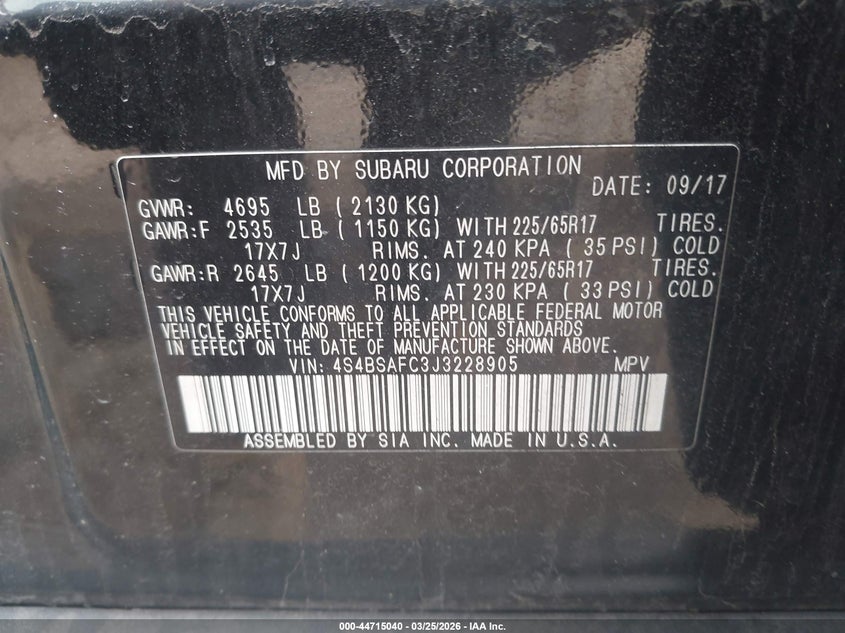 MFD BY SUBARU CORPORATION
DATE: 09/17
GVWR: 4695 LB ( 2130 KG)
GAWR:F 2535 LB ( 1150 KG) WITH 225/65R17 TIRES.
17X7J RIMS. AT 240 KPA ( 35 PSI) COLD
GAWR:R 2645 LB ( 1200 KG) WITH 225/65R17 TIRES.
17X7J RIMS. AT 230 KPA ( 33 PSI) COLD
THIS VEHICLE CONFORMS TO ALL APPLICABLE FEDERAL MOTOR
VEHICLE SAFETY AND THEFT PREVENTION STANDARDS
IN EFFECT ON THE DATE OF MANUFACTURE SHOWN ABOVE.
VIN: 4S4BSAFC3J3228905 MPV
ASSEMBLED BY SIA INC. MADE IN U.S.A.
000-44715040 - 03/25/2026 - IAA Inc.